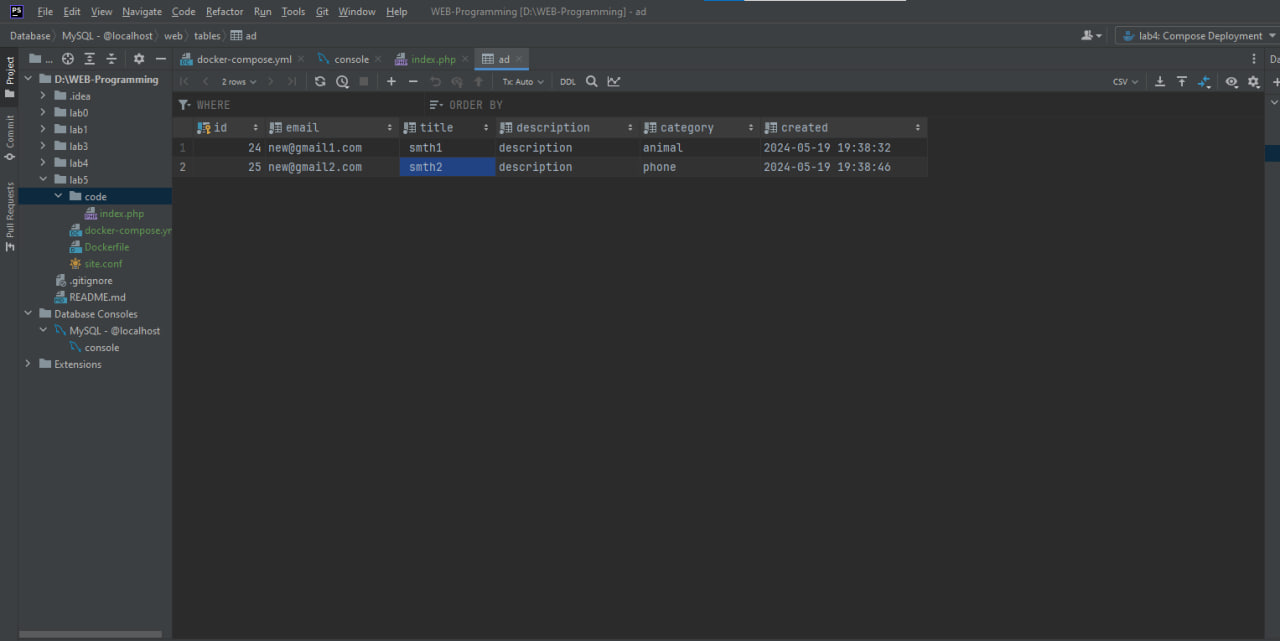 PS File Edit View Navigate Code Refactor Run Tools Git Window Help WEB-Programming [D:\WEB-Programming] - ad
Database MySQL - @localhost web tables ad lab4: Compose Deployment
... docker-compose.yml console index.php ad Da
2 rows Tx: Auto DDL CSV
WHERE ORDER BY
id email title description category created
1 24 new@gmail1.com smth1 description animal 2024-05-19 19:38:32
2 25 new@gmail2.com smth2 description phone 2024-05-19 19:38:46
Project
Commit
Pull Requests
D:\WEB-Programming
.idea
lab0
lab1
lab3
lab4
lab5
code
index.php
docker-compose.yr
Dockerfile
site.conf
.gitignore
README.md
Database Consoles
MySQL - @localhost
console
Extensions